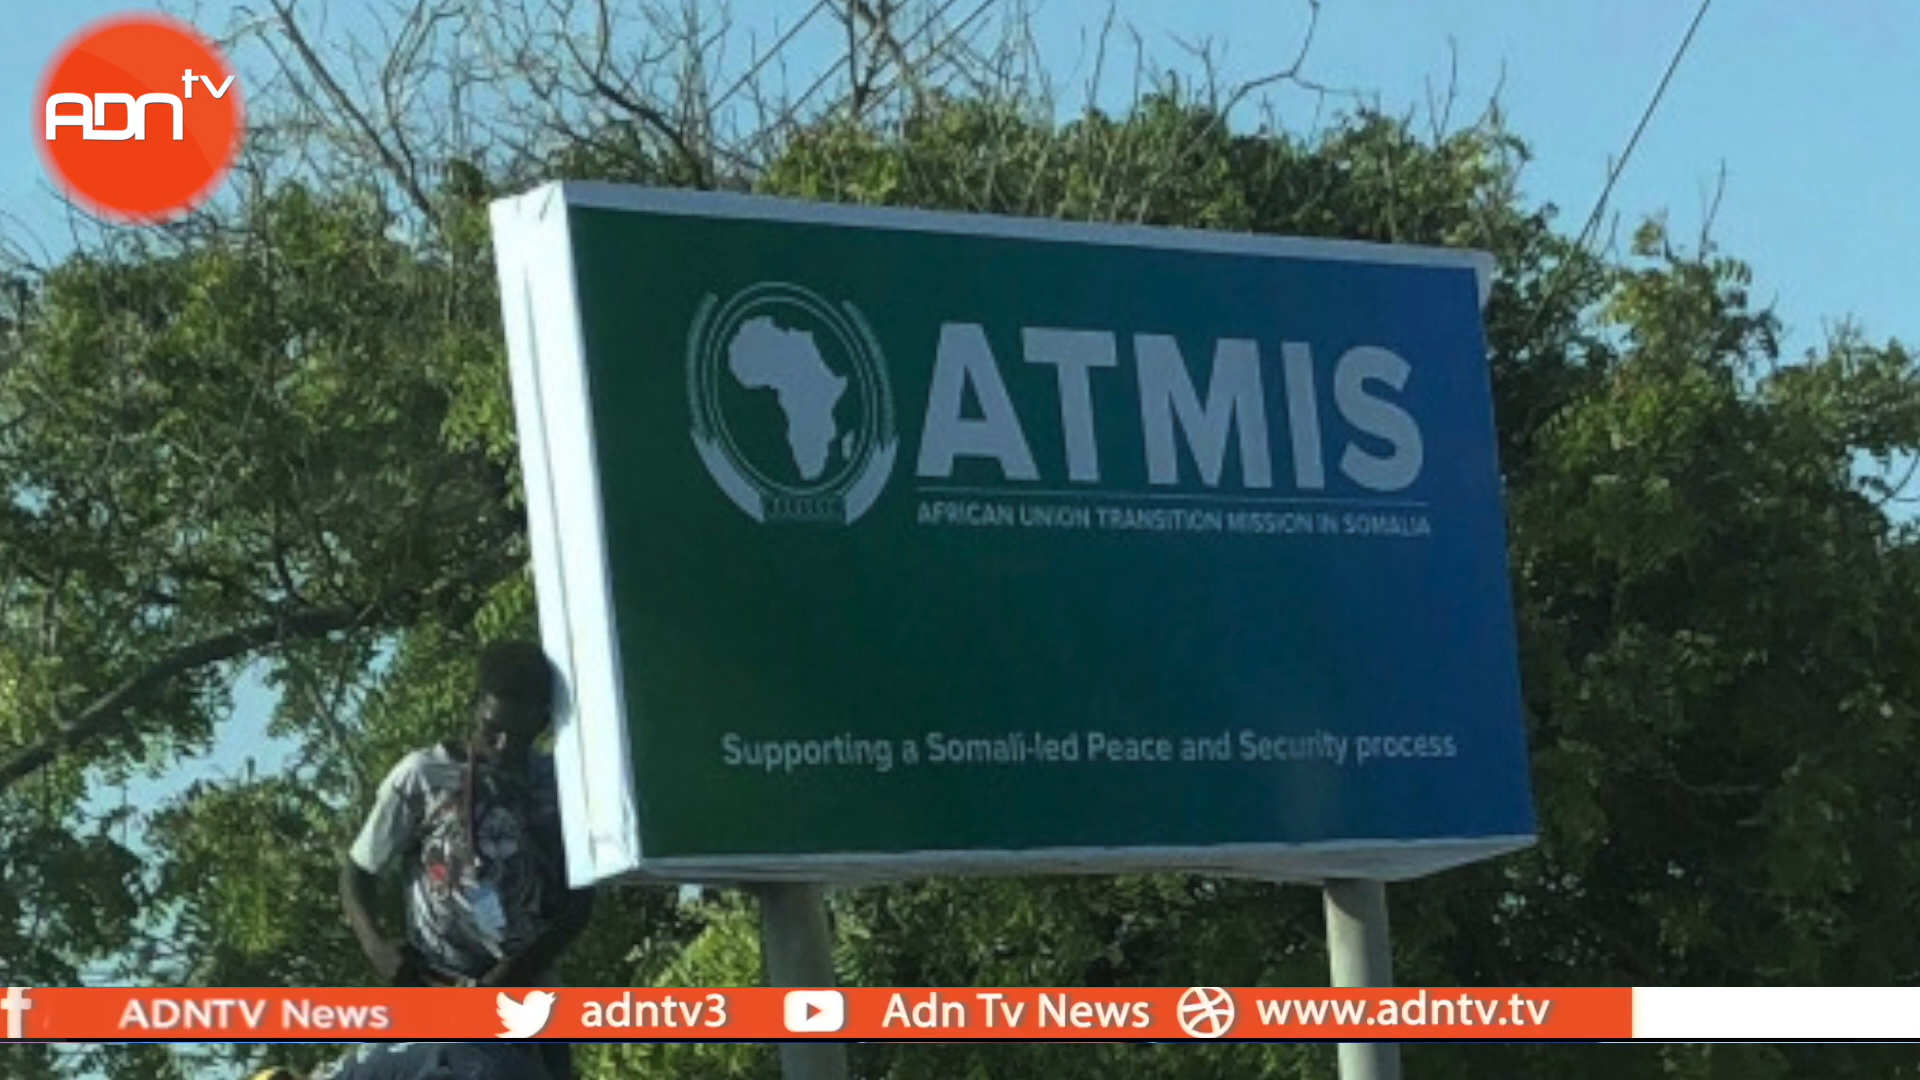 ADN tv
ATMIS
AFRICAN UNION TRANSITION MISSION IN SOMALIA
Supporting a Somali-led Peace and Security process
f ADNTV News adntv3 Adn Tv News www.adntv.tv